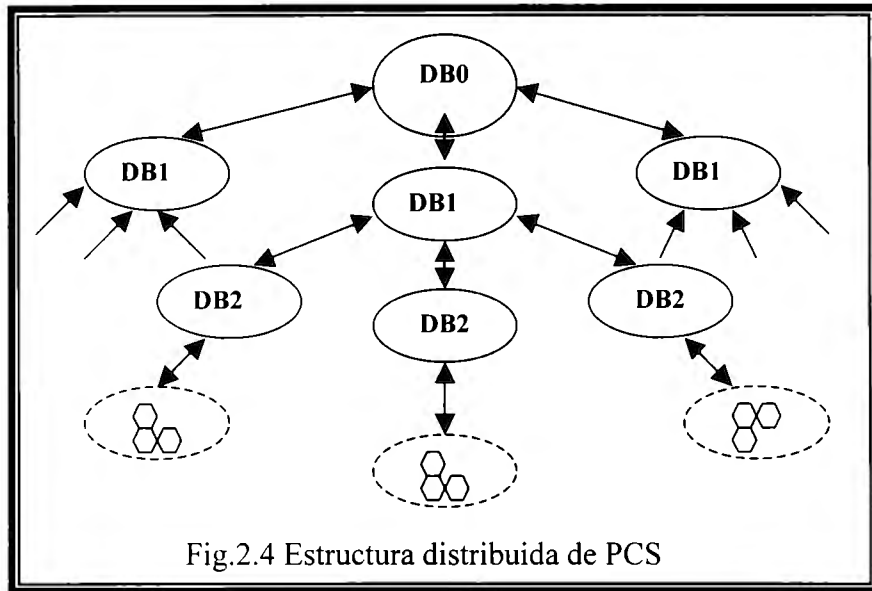 DB0
DB1
DB1
DB1
DB2
DB2
DB2
Fig.2.4 Estructura distribuida de PCS